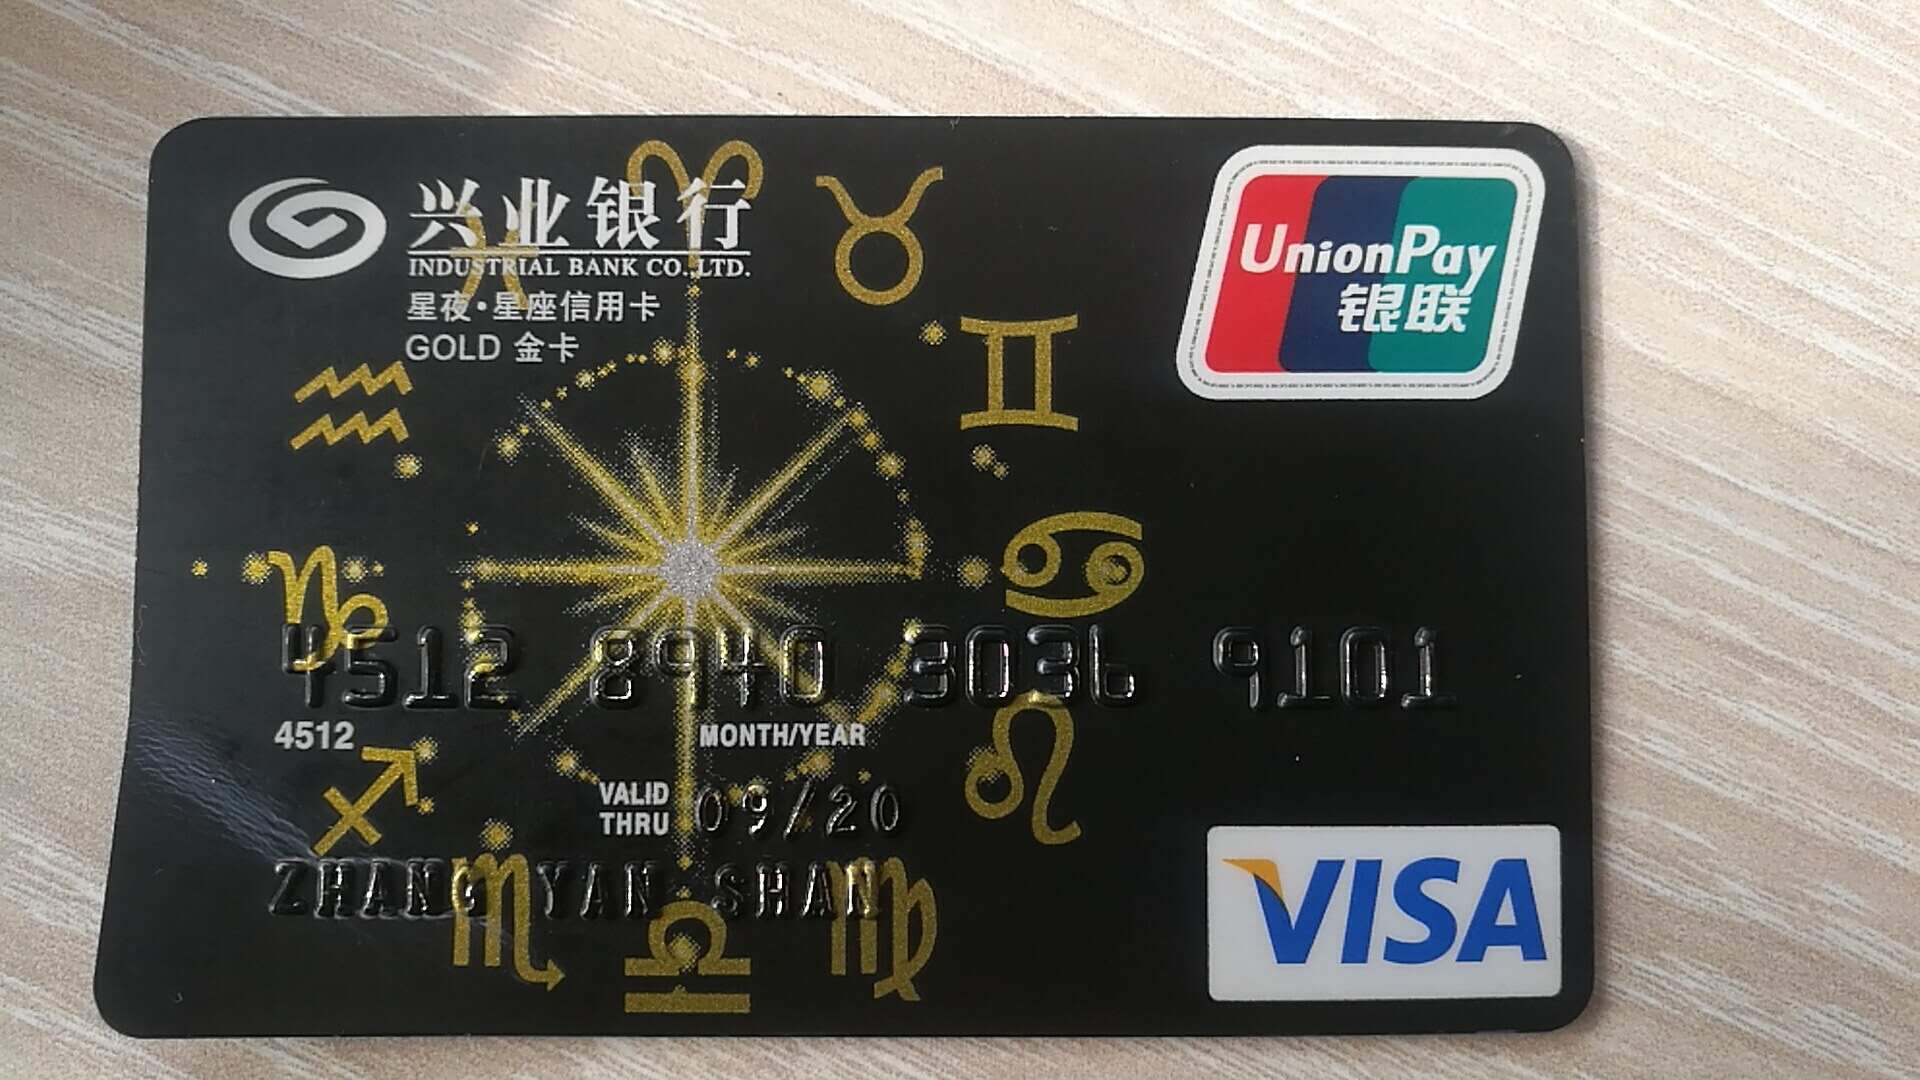 兴业银行
INDUSTRIAL BANK CO.,LTD.
星夜·星座信用卡
GOLD 金卡
UnionPay
银联
4512 8940 3036 9101
4512
MONTH/YEAR
VALID
THRU 09/20
ZHANG YAN SHAN
VISA